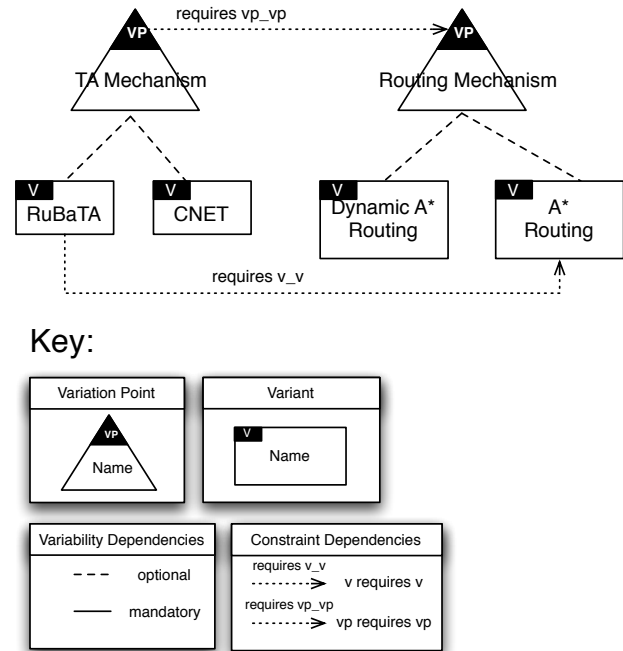 requires vp_vp
VP
VP
TA Mechanism
Routing Mechanism
V
RuBaTA
V
CNET
V
Dynamic A*
Routing
V
A*
Routing
requires v_v
Key:
Variation Point
VP
Name
Variant
V
Name
Variability Dependencies
optional
mandatory
Constraint Dependencies
requires v_v
v requires v
requires vp_vp
vp requires vp